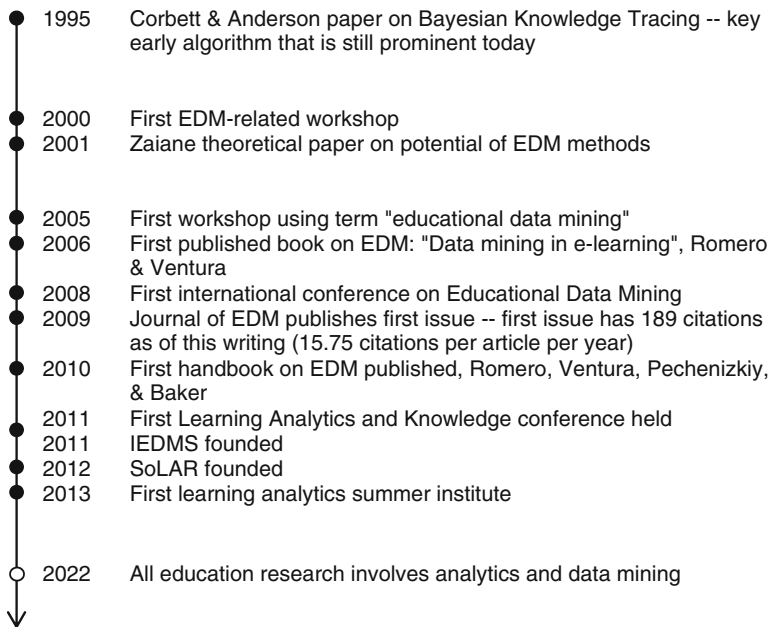 1995 Corbett & Anderson paper on Bayesian Knowledge Tracing -- key
early algorithm that is still prominent today
2000 First EDM-related workshop
2001 Zaiane theoretical paper on potential of EDM methods
2005 First workshop using term "educational data mining"
2006 First published book on EDM: "Data mining in e-learning", Romero
& Ventura
2008 First international conference on Educational Data Mining
2009 Journal of EDM publishes first issue -- first issue has 189 citations
as of this writing (15.75 citations per article per year)
2010 First handbook on EDM published, Romero, Ventura, Pechenizkiy,
& Baker
2011 First Learning Analytics and Knowledge conference held
2011 IEDMS founded
2012 SoLAR founded
2013 First learning analytics summer institute
2022 All education research involves analytics and data mining